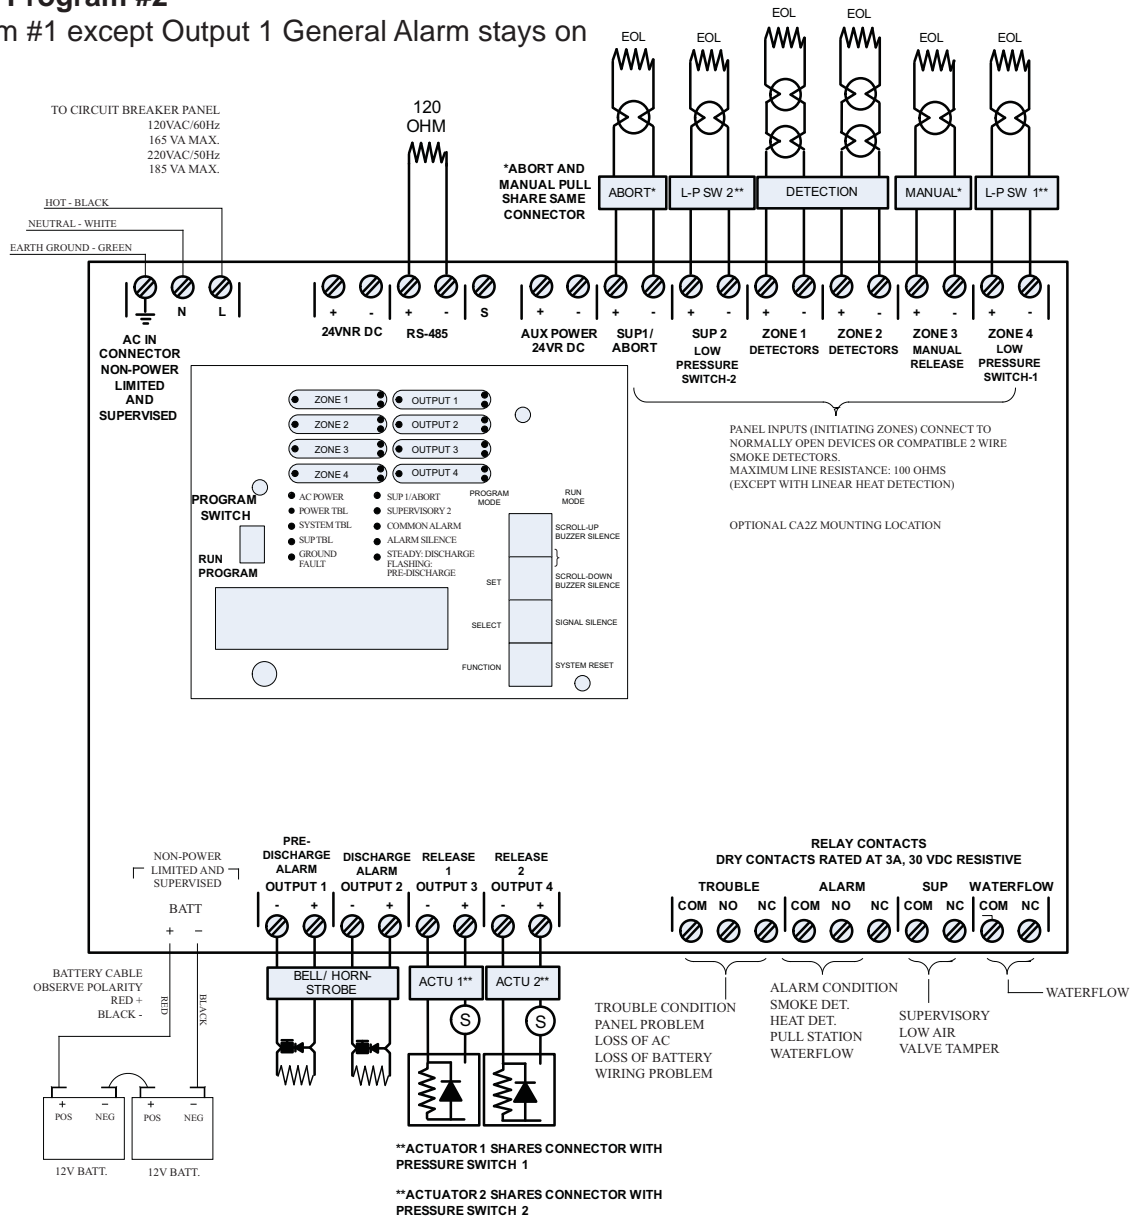 Program #2
m #1 except Output 1 General Alarm stays on
TO CIRCUIT BREAKER PANEL
120VAC/60Hz
165 VA MAX.
220VAC/50Hz
185 VA MAX.
HOT - BLACK
NEUTRAL - WHITE
EARTH GROUND - GREEN
120
OHM
EOL EOL EOL EOL EOL EOL
*ABORT AND
MANUAL PULL
SHARE SAME
CONNECTOR
ABORT* L-P SW 2** DETECTION MANUAL* L-P SW 1**
N L
+ - + - S + - + - + - + - + - + - + -
AC IN
CONNECTOR
NON-POWER
LIMITED
AND
SUPERVISED
24VNR DC
RS-485
AUX POWER
24VR DC
SUP1/
ABORT
SUP 2
LOW
PRESSURE
SWITCH-2
ZONE 1
DETECTORS
ZONE 2
DETECTORS
ZONE 3
MANUAL
RELEASE
ZONE 4
LOW
PRESSURE
SWITCH-1
PANEL INPUTS (INITIATING ZONES) CONNECT TO
NORMALLY OPEN DEVICES OR COMPATIBLE 2 WIRE
SMOKE DETECTORS.
MAXIMUM LINE RESISTANCE: 100 OHMS
(EXCEPT WITH LINEAR HEAT DETECTION)
OPTIONAL CA2Z MOUNTING LOCATION
ZONE 1 OUTPUT 1
ZONE 2 OUTPUT 2
ZONE 3 OUTPUT 3
ZONE 4 OUTPUT 4
PROGRAM
SWITCH
RUN
PROGRAM
AC POWER
POWER TBL
SYSTEM TBL
SUP TBL
GROUND
FAULT
SUP 1/ABORT
SUPERVISORY 2
COMMON ALARM
ALARM SILENCE
STEADY: DISCHARGE
FLASHING:
PRE-DISCHARGE
PROGRAM
MODE
RUN
MODE
SCROLL-UP
BUZZER SILENCE
}
SET
SCROLL-DOWN
BUZZER SILENCE
SELECT
SIGNAL SILENCE
FUNCTION
SYSTEM RESET
NON-POWER
LIMITED AND
SUPERVISED
BATT
+ -
PRE-
DISCHARGE
ALARM
OUTPUT 1
DISCHARGE
ALARM
OUTPUT 2
RELEASE
1
OUTPUT 3
RELEASE
2
OUTPUT 4
- + - + - + - +
RELAY CONTACTS
DRY CONTACTS RATED AT 3A, 30 VDC RESISTIVE
TROUBLE ALARM SUP WATERFLOW
COM NO NC COM NO NC COM NC COM NC
BATTERY CABLE
OBSERVE POLARITY
RED +
BLACK -
RED
BLACK
BELL/ HORN-
STROBE
ACTU 1**
ACTU 2**
S S
TROUBLE CONDITION
PANEL PROBLEM
LOSS OF AC
LOSS OF BATTERY
WIRING PROBLEM
ALARM CONDITION
SMOKE DET.
HEAT DET.
PULL STATION
WATERFLOW
SUPERVISORY
LOW AIR
VALVE TAMPER
WATERFLOW
+ - + -
POS NEG POS NEG
12V BATT. 12V BATT.
**ACTUATOR 1 SHARES CONNECTOR WITH
PRESSURE SWITCH 1
**ACTUATOR 2 SHARES CONNECTOR WITH
PRESSURE SWITCH 2